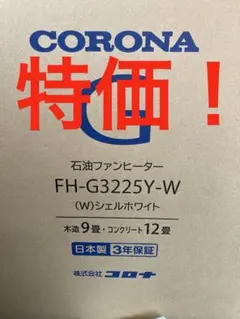 CORONA
特価！
G
石油ファンヒーター
FH-G3225Y-W
(W)シェルホワイト
木造9畳・コンクリート12畳
日本製 3年保証
株式会社 コロナ